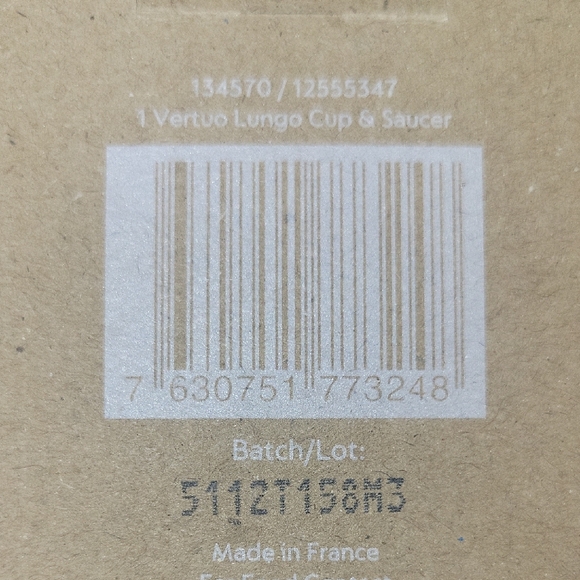 134570 / 12555347
1 Vertuo Lungo Cup & Saucer
7 630751 773248
Batch/Lot:
5112T158M3
Made in France